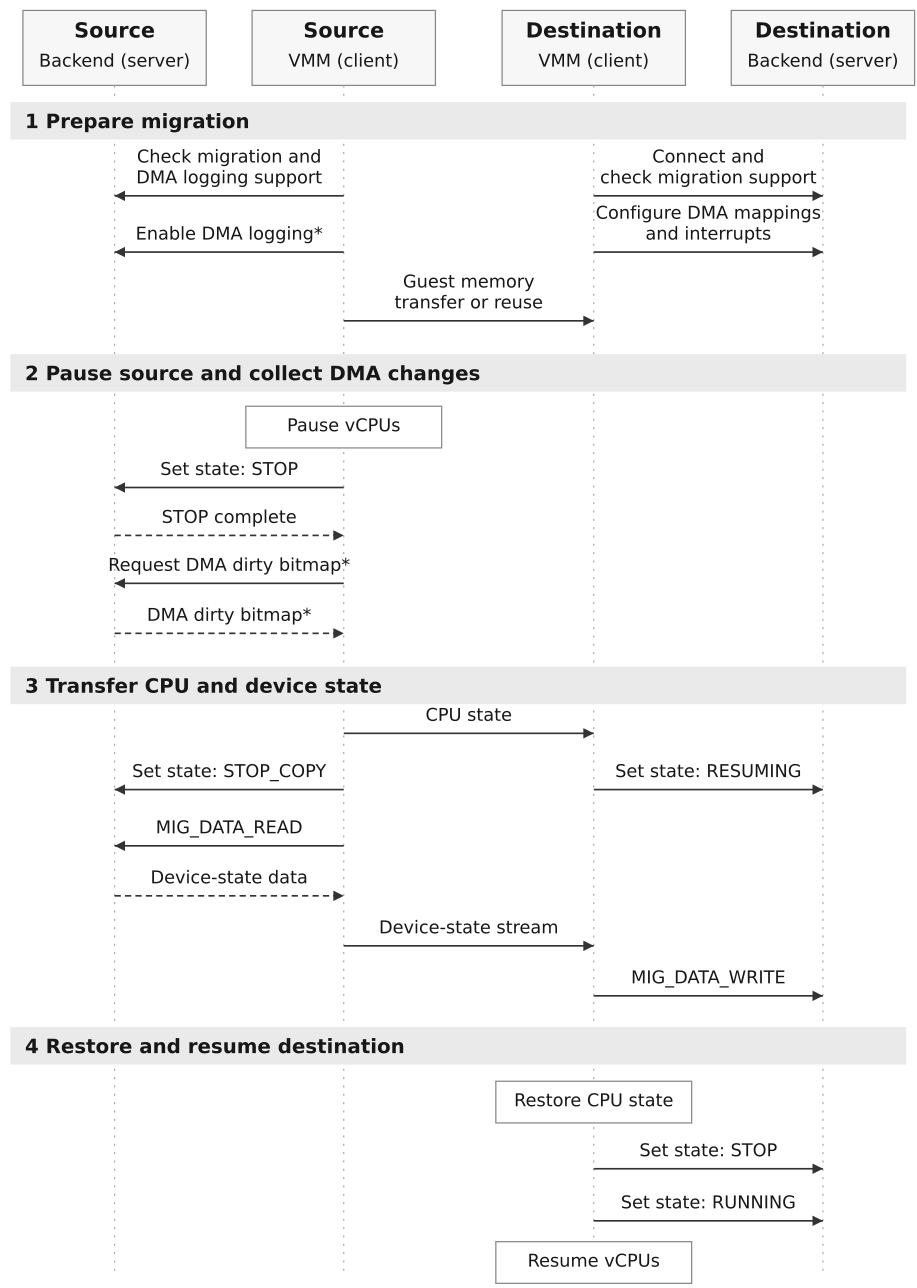 Source
Backend (server)
Source
VMM (client)
Destination
VMM (client)
Destination
Backend (server)
1 Prepare migration
Check migration and
DMA logging support
Connect and
check migration support
Enable DMA logging*
Configure DMA mappings
and interrupts
Guest memory
transfer or reuse
2 Pause source and collect DMA changes
Pause vCPUs
Set state: STOP
STOP complete
Request DMA dirty bitmap*
DMA dirty bitmap*
3 Transfer CPU and device state
CPU state
Set state: STOP_COPY
Set state: RESUMING
MIG_DATA_READ
Device-state data
Device-state stream
MIG_DATA_WRITE
4 Restore and resume destination
Restore CPU state
Set state: STOP
Set state: RUNNING
Resume vCPUs